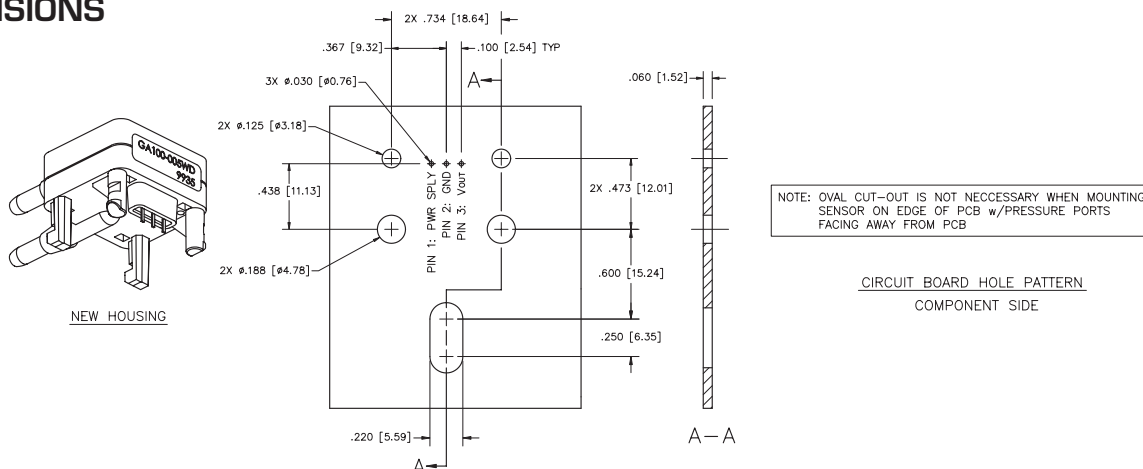 ISIONS
2X .734 [18.64]
.367 [9.32]
.100 [2.54] TYP
A
.060 [1.52]
3X ø.030 [ø0.76]
2X ø.125 [ø3.18]
GA100-005WD
9935
.438 [11.13]
PIN 1: PWR SPLY
PIN 2: GND
PIN 3: VOUT
2X .473 [12.01]
NOTE: OVAL CUT-OUT IS NOT NECCESSARY WHEN MOUNTING
SENSOR ON EDGE OF PCB w/PRESSURE PORTS
FACING AWAY FROM PCB
2X ø.188 [ø4.78]
.600 [15.24]
CIRCUIT BOARD HOLE PATTERN
COMPONENT SIDE
NEW HOUSING
.250 [6.35]
.220 [5.59]
A-A
A